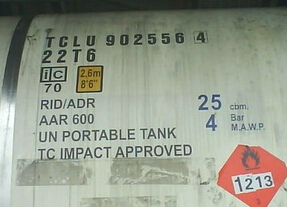 TCLU 902556 4
22T6
ic 2.6m
70 8'6"
RID/ADR
AAR 600
UN PORTABLE TANK
TC IMPACT APPROVED
25 cbm.
4 Bar
M.A.W.P.
1213
3